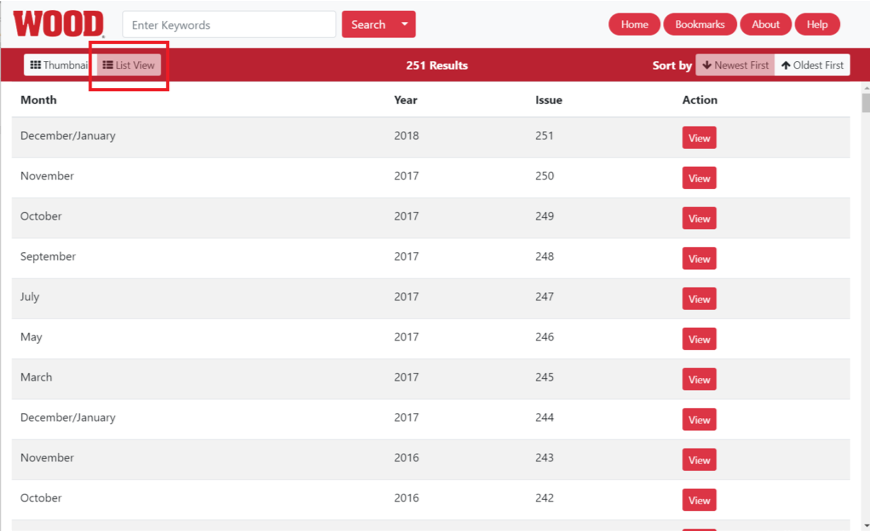 WOOD. Enter Keywords Search Home Bookmarks About Help
List View 251 Results Sort by Newest First Oldest First
Month Year Issue Action
December/January 2018 251 View
November 2017 250 View
October 2017 249 View
September 2017 248 View
July 2017 247 View
May 2017 246 View
March 2017 245 View
December/January 2017 244 View
November 2016 243 View
October 2016 242 View